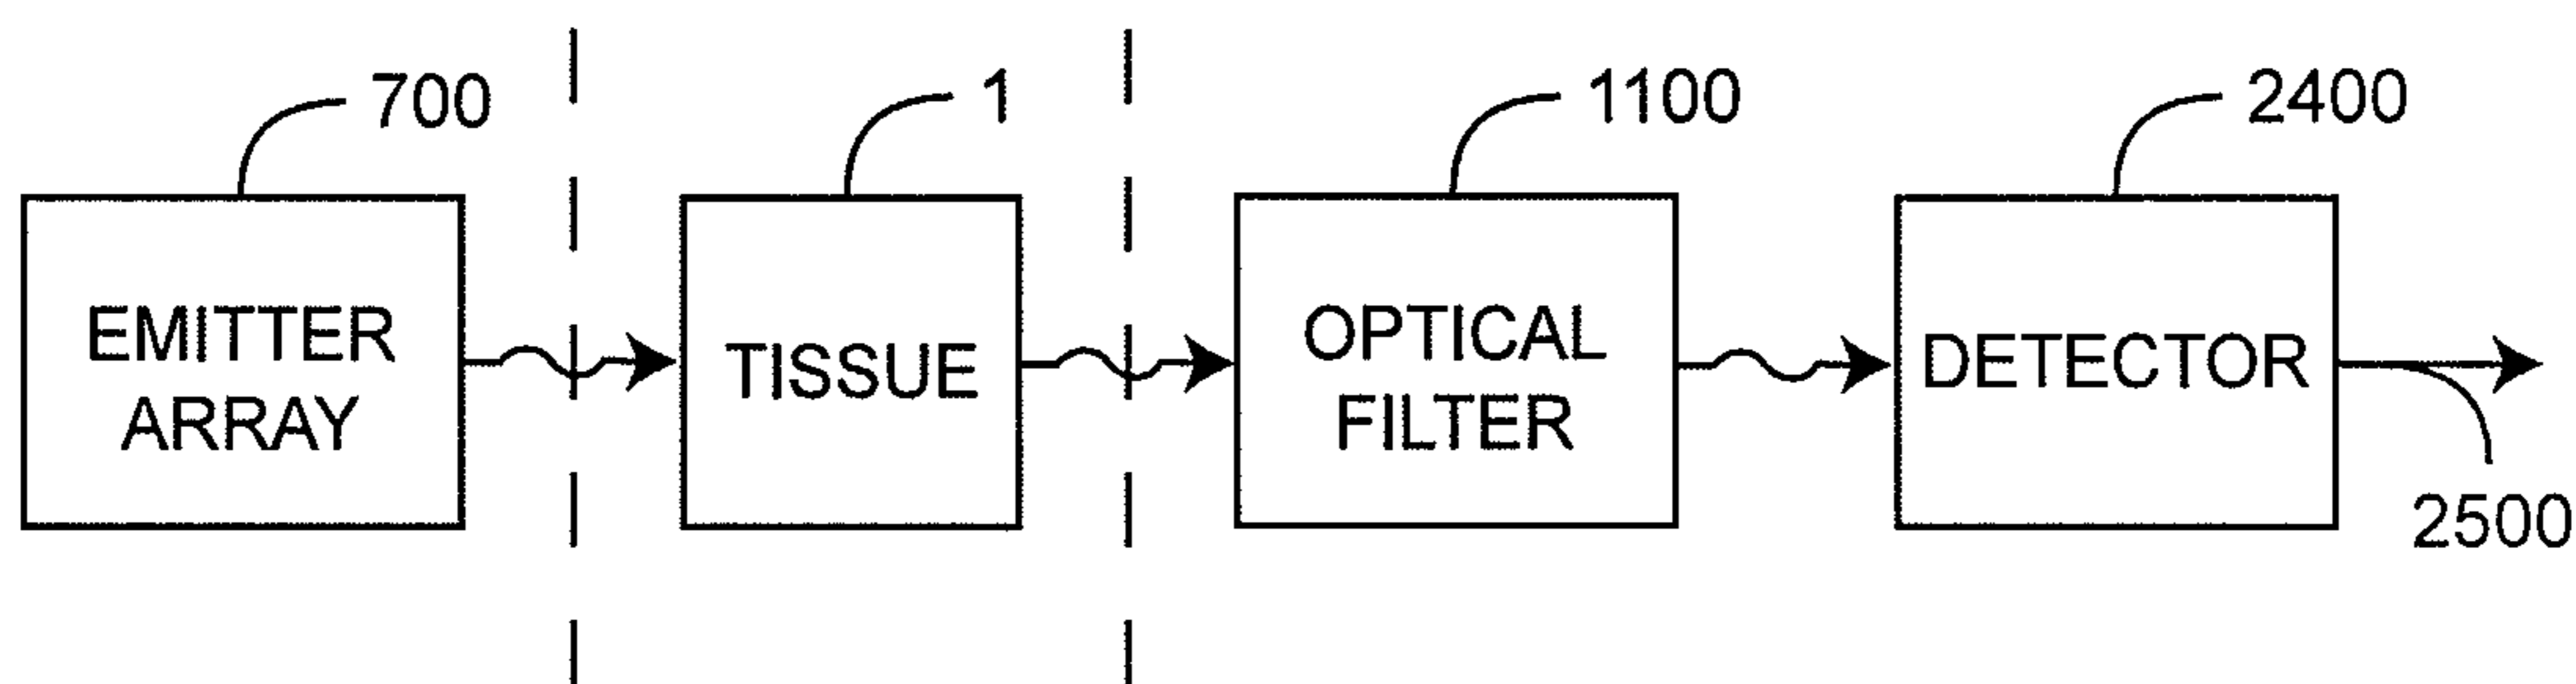 700
1
1100
2400
EMITTER
ARRAY
TISSUE
OPTICAL
FILTER
DETECTOR
2500